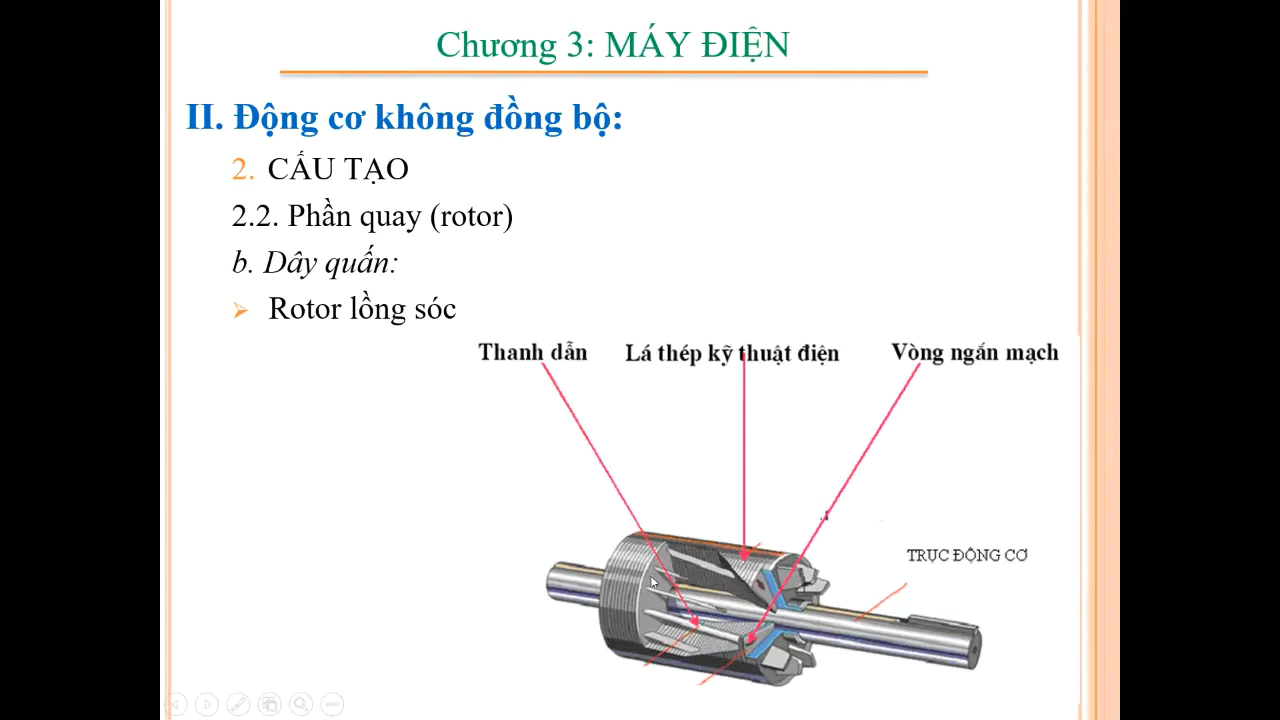 Chương 3: MÁY ĐIỆN
II. Động cơ không đồng bộ:
2. CẤU TẠO
2.2. Phần quay (rotor)
b. Dây quấn:
Rotor lồng sóc
Thanh dẫn Lá thép kỹ thuật điện Vòng ngắn mạch
TRỤC ĐỘNG CƠ